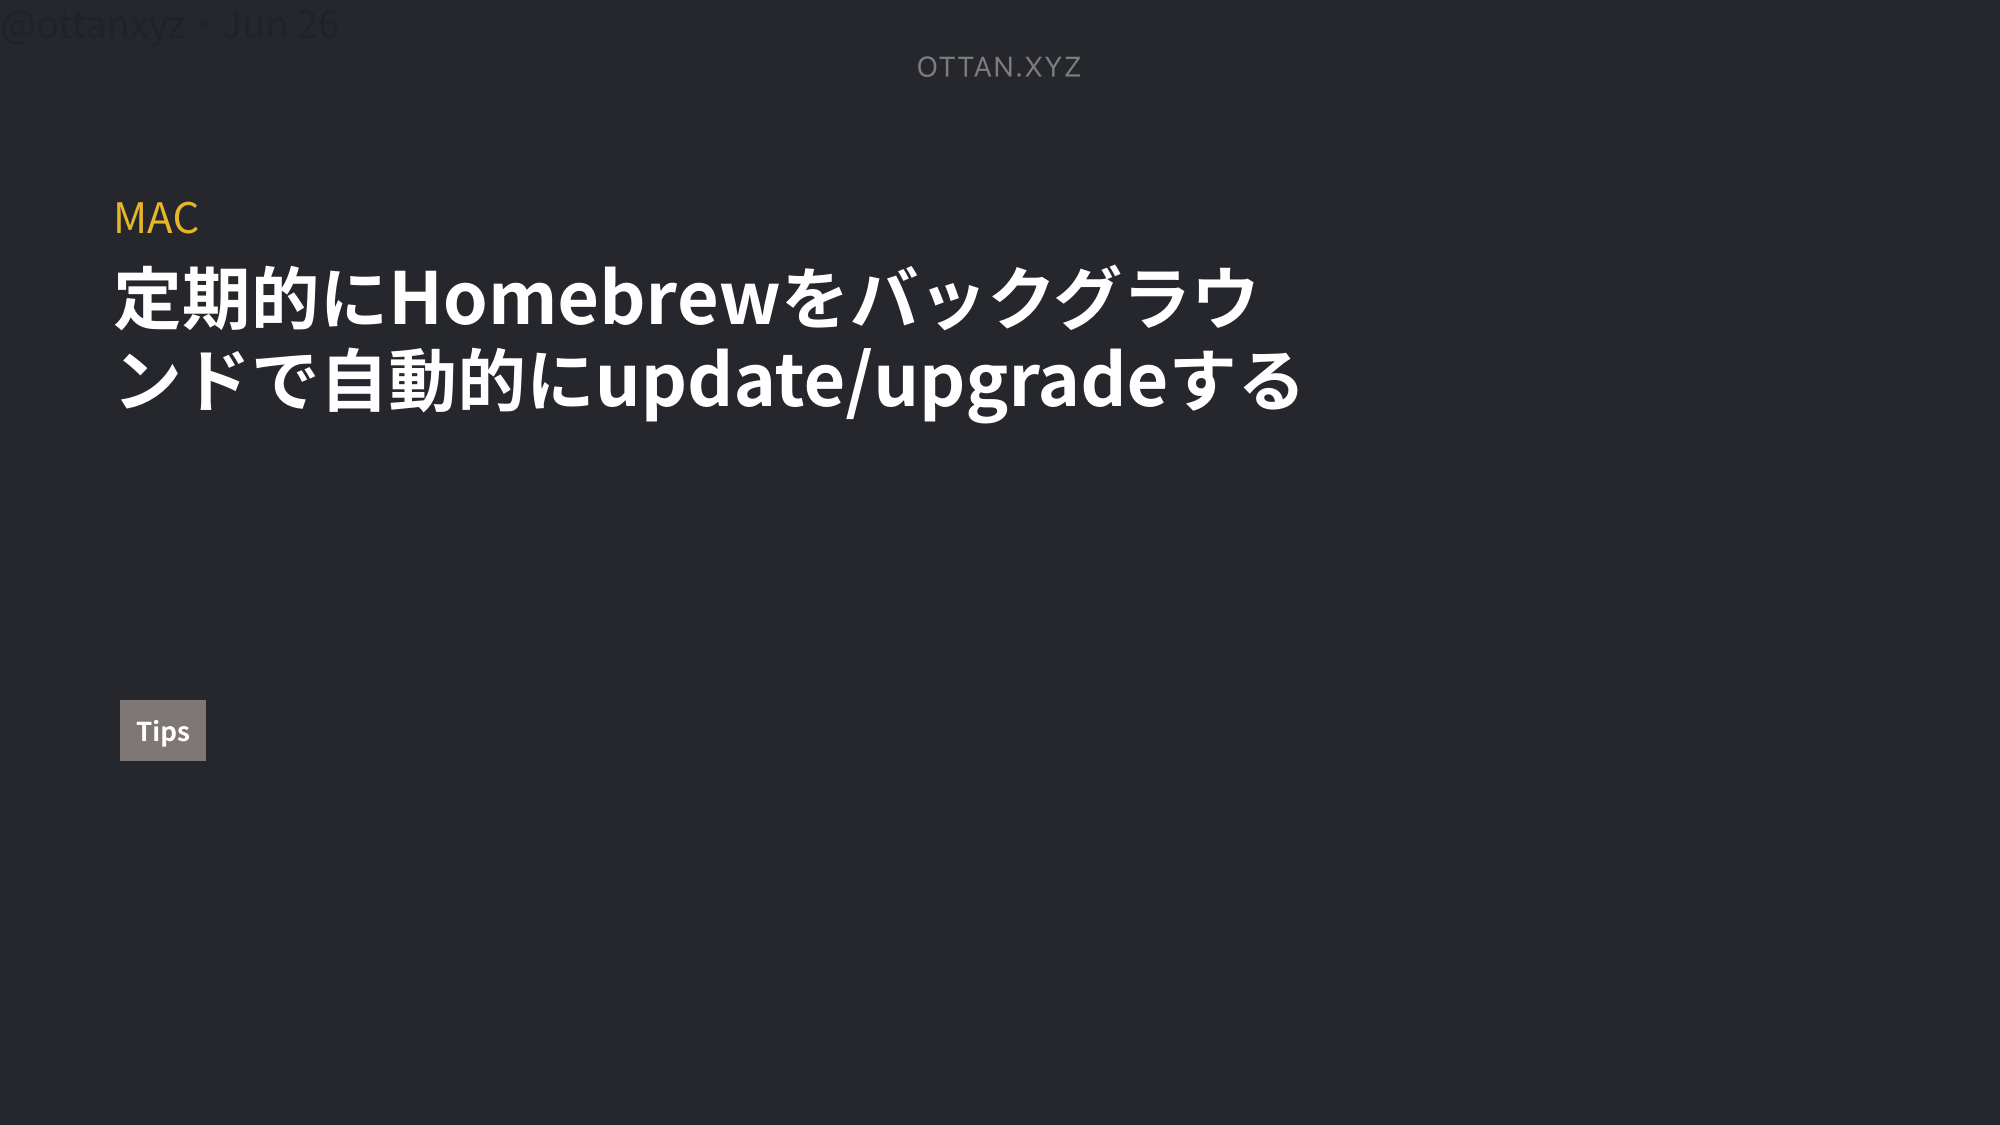 @ottanxyz・Jun 26
OTTAN.XYZ
MAC
定期的にHomebrewをバックグラウ
ンドで自動的にupdate/upgradeする
Tips